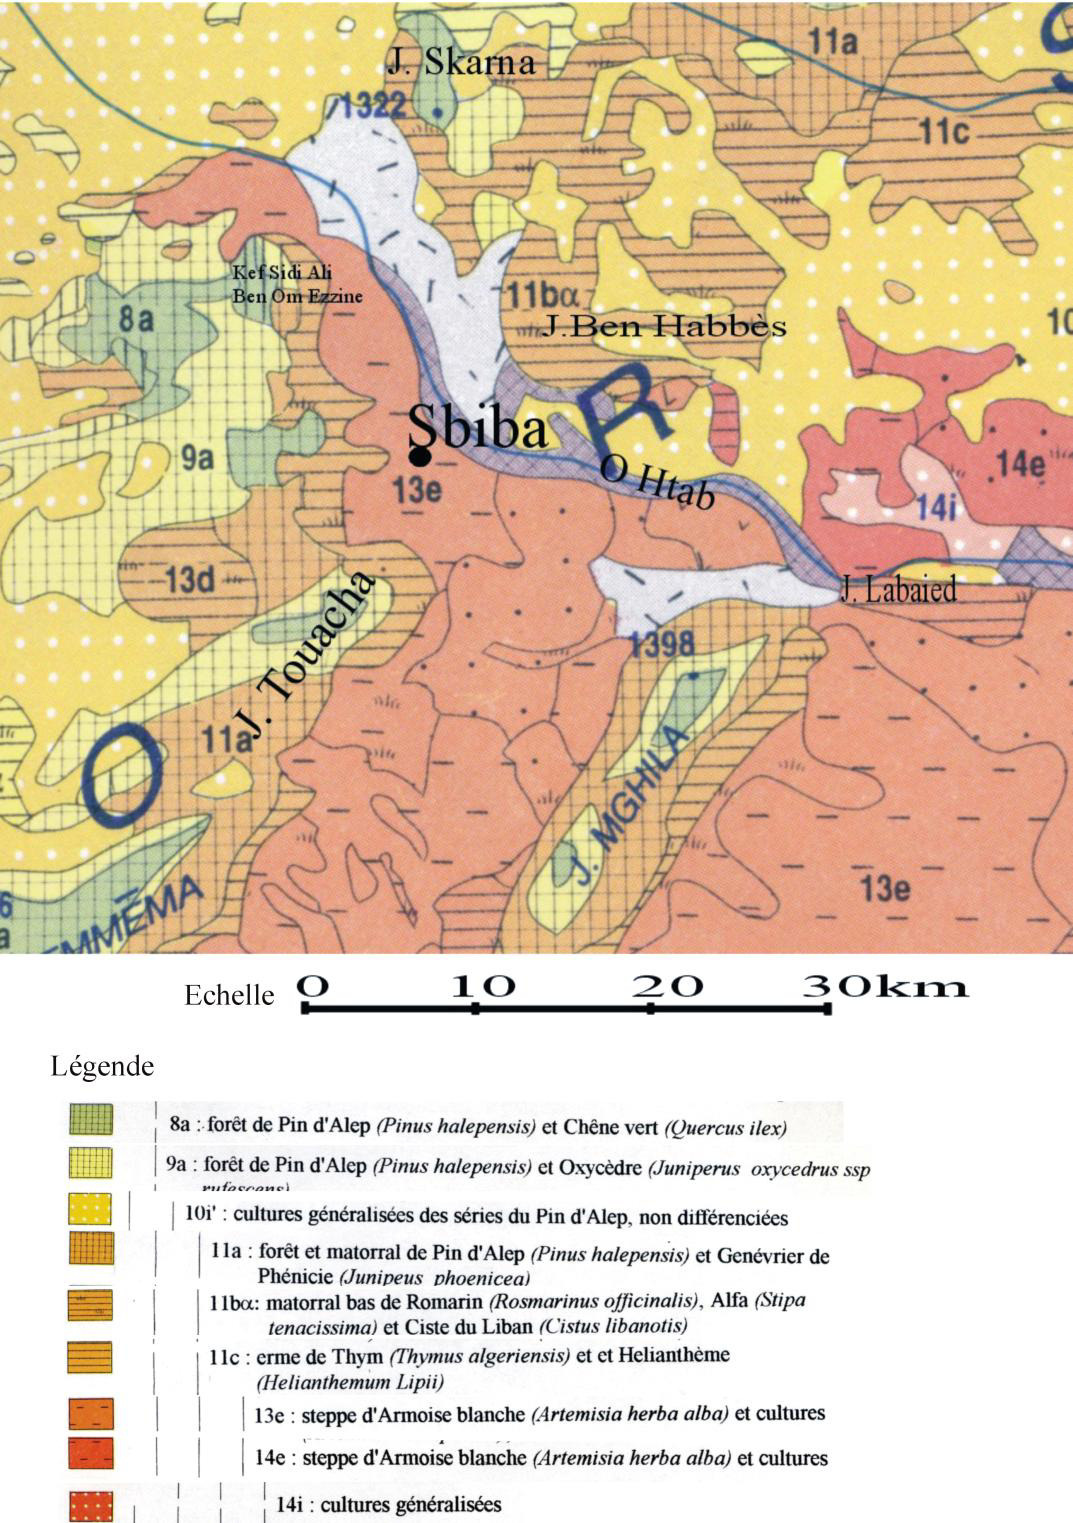 J. Skarna
11a
1322
11c
Kef Sidi Ali
Ben Om Ezzine
8a
11bα
J.Ben Habbès
10
R
Sbiba
9a
O Htab
14e
13e
14i
13d
J. Labaied
J. Touacha
1398
11a
O
J. MGHILA
13e
6
a
EMMĒMA
Echelle 0 10 20 30km
Légende
8a : forêt de Pin d'Alep (Pinus halepensis) et Chêne vert (Quercus ilex)
9a : forêt de Pin d'Alep (Pinus halepensis) et Oxycèdre (Juniperus oxycedrus ssp
rufescens)
10i' : cultures généralisées des séries du Pin d'Alep, non différenciées
11a : forêt et matorral de Pin d'Alep (Pinus halepensis) et Genévrier de
Phénicie (Junipeus phoenicea)
11bα: matorral bas de Romarin (Rosmarinus officinalis), Alfa (Stipa
tenacissima) et Ciste du Liban (Cistus libanotis)
11c : erme de Thym (Thymus algeriensis) et et Helianthème
(Helianthemum Lipii)
13e : steppe d'Armoise blanche (Artemisia herba alba) et cultures
14e : steppe d'Armoise blanche (Artemisia herba alba) et cultures
14i : cultures généralisées